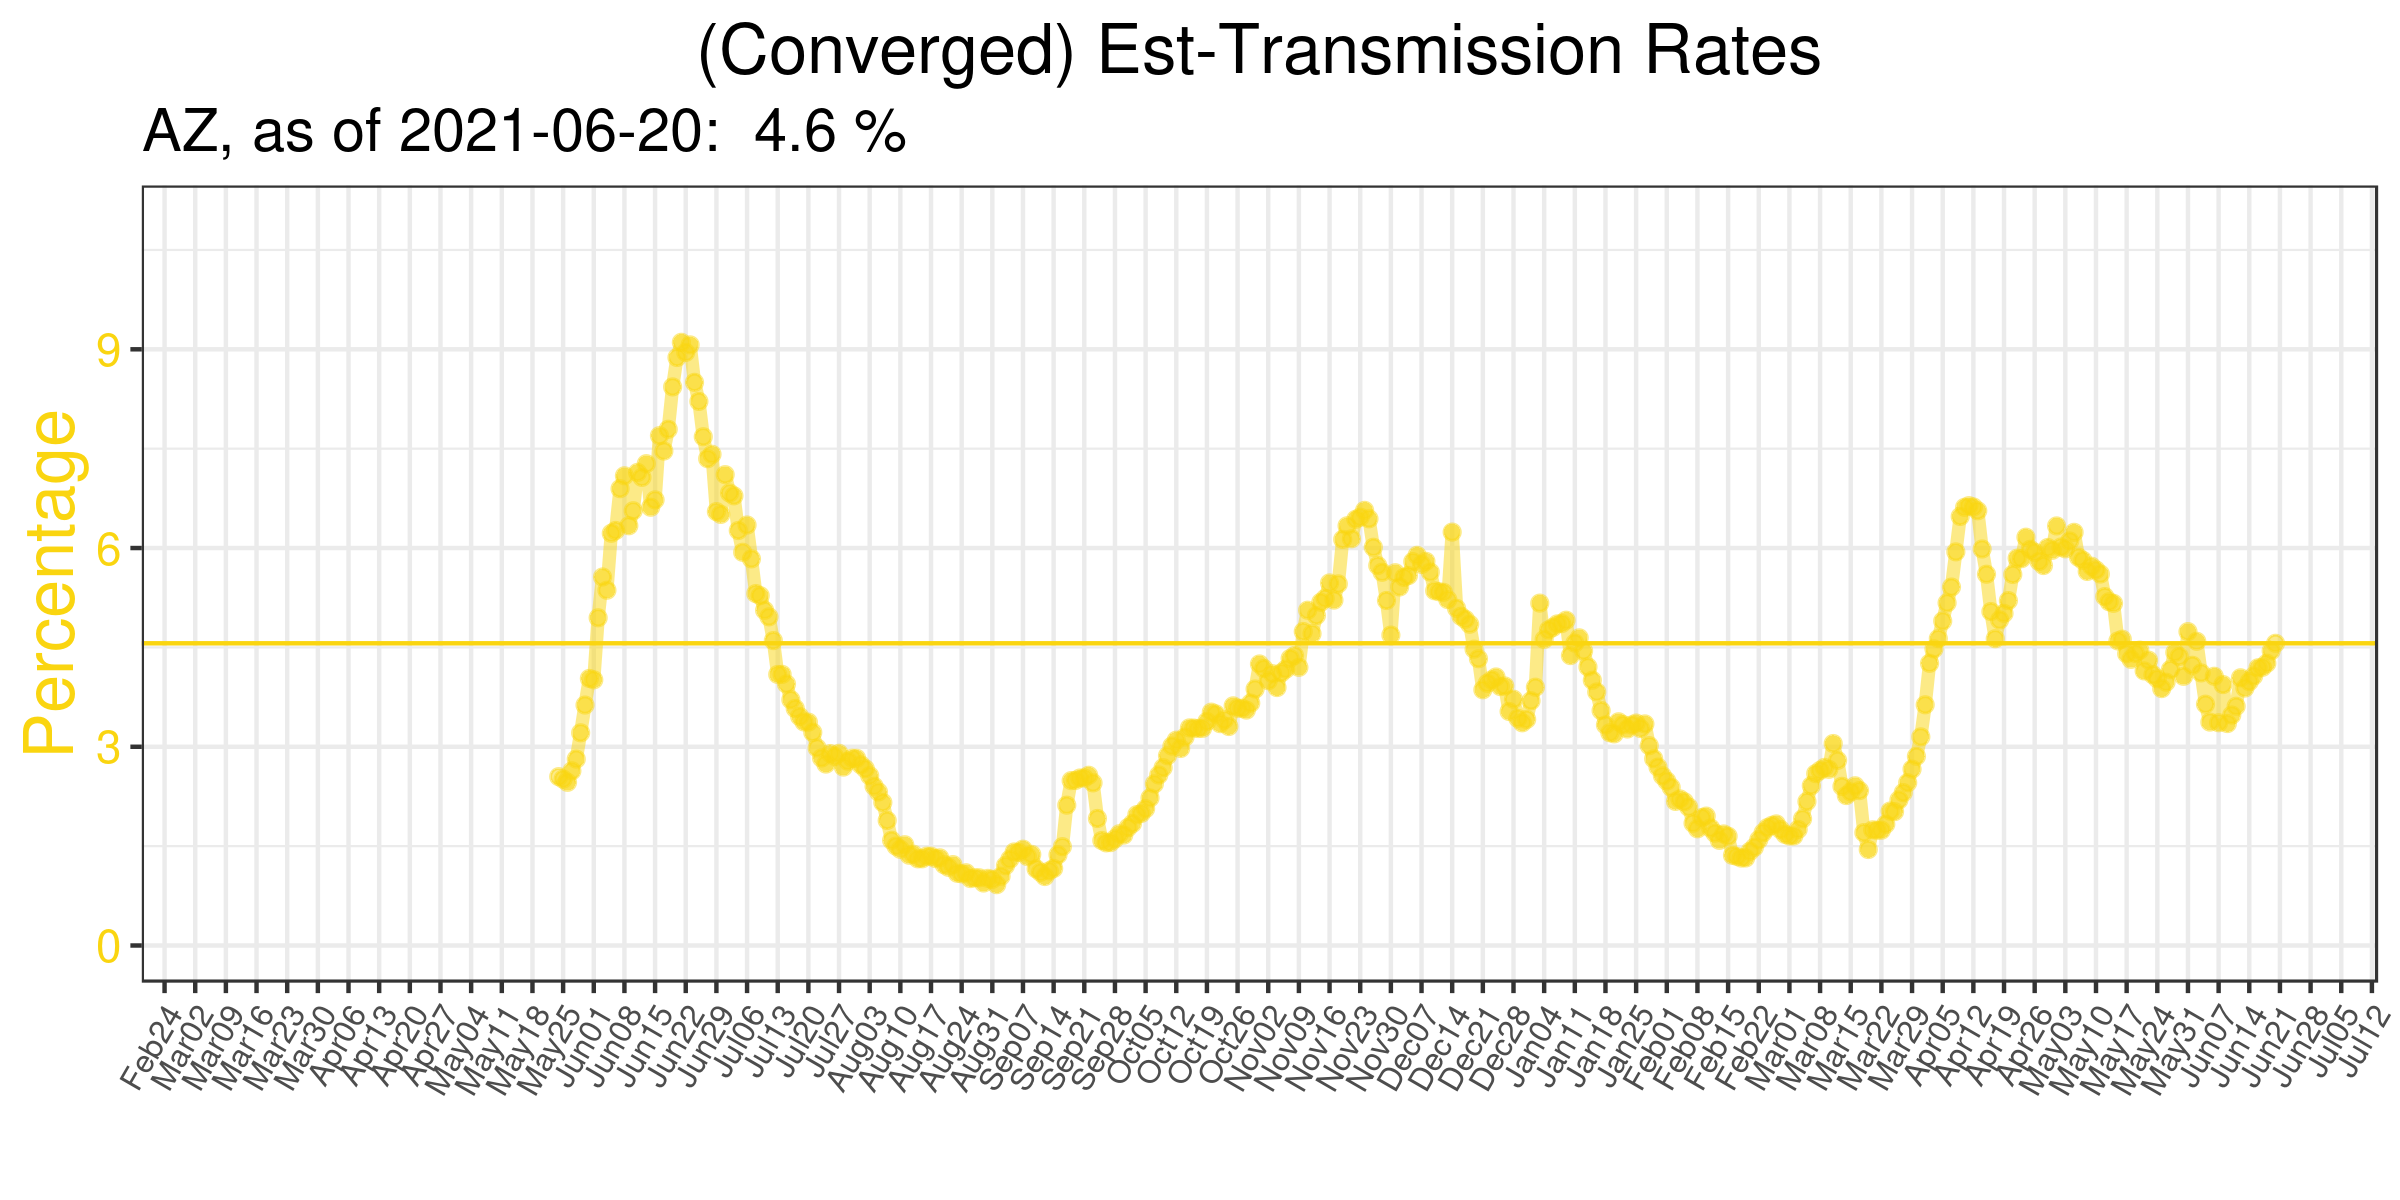 (Converged) Est-Transmission Rates
AZ, as of 2021-06-20:  4.6 %
Percentage
9
6
3
0
Feb24
Mar02
Mar09
Mar16
Mar23
Mar30
Apr06
Apr13
Apr20
Apr27
May04
May11
May18
May25
Jun01
Jun08
Jun15
Jun22
Jun29
Jul06
Jul13
Jul20
Jul27
Aug03
Aug10
Aug17
Aug24
Aug31
Sep07
Sep14
Sep21
Sep28
Oct05
Oct12
Oct19
Oct26
Nov02
Nov09
Nov16
Nov23
Nov30
Dec07
Dec14
Dec21
Dec28
Jan04
Jan11
Jan18
Jan25
Feb01
Feb08
Feb15
Feb22
Mar01
Mar08
Mar15
Mar22
Mar29
Apr05
Apr12
Apr19
Apr26
May03
May10
May17
May24
May31
Jun07
Jun14
Jun21
Jun28
Jul05
Jul12